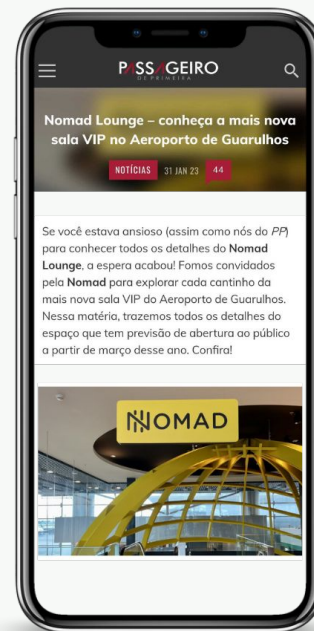 PASSAGEIRO
DE PRIMEIRA
Nomad Lounge – conheça a mais nova
sala VIP no Aeroporto de Guarulhos
NOTÍCIAS 31 JAN 23 44
Se você estava ansioso (assim como nós do PP)
para conhecer todos os detalhes do Nomad
Lounge, a espera acabou! Fomos convidados
pela Nomad para explorar cada cantinho da
mais nova sala VIP do Aeroporto de Guarulhos.
Nessa matéria, trazemos todos os detalhes do
espaço que tem previsão de abertura ao público
a partir de março desse ano. Confira!
NOMAD